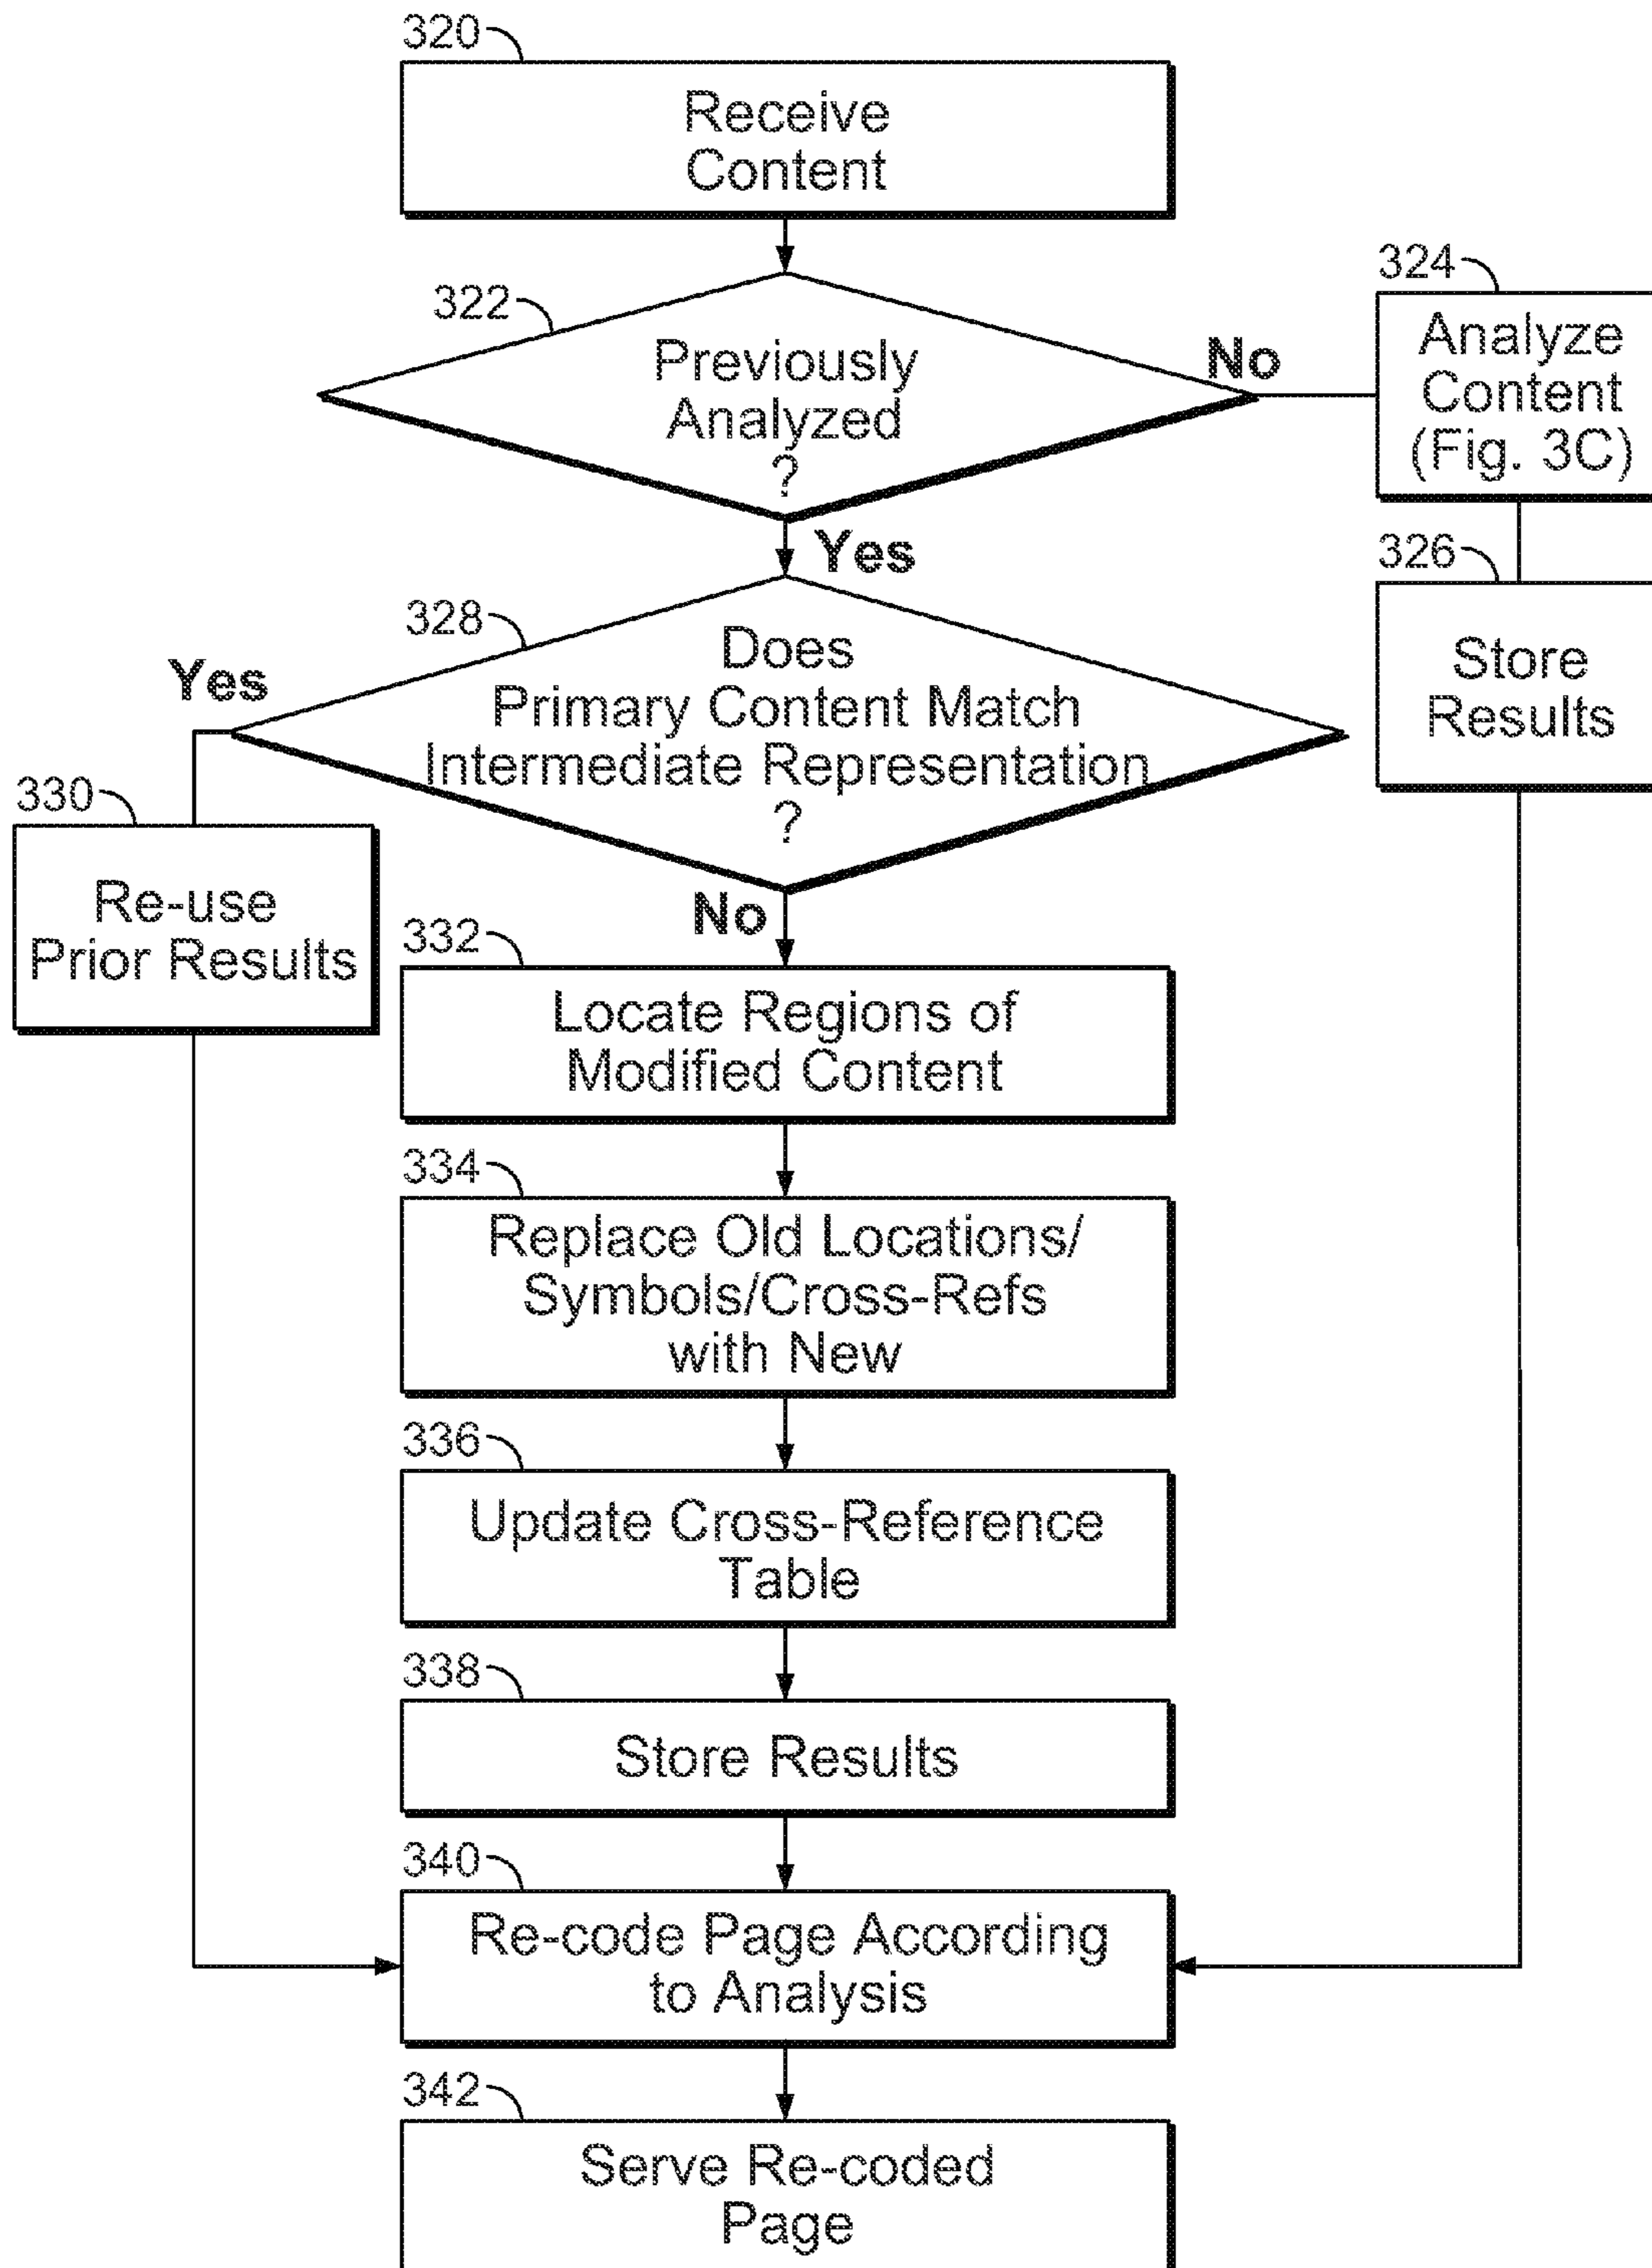 320
Receive
Content
322
Previously
Analyzed
?
No
324
Analyze
Content
(Fig. 3C)
Yes
326
Store
Results
328
Does
Primary Content Match
Intermediate Representation
?
Yes
330
Re-use
Prior Results
No
332
Locate Regions of
Modified Content
334
Replace Old Locations/
Symbols/Cross-Refs
with New
336
Update Cross-Reference
Table
338
Store Results
340
Re-code Page According
to Analysis
342
Serve Re-coded
Page